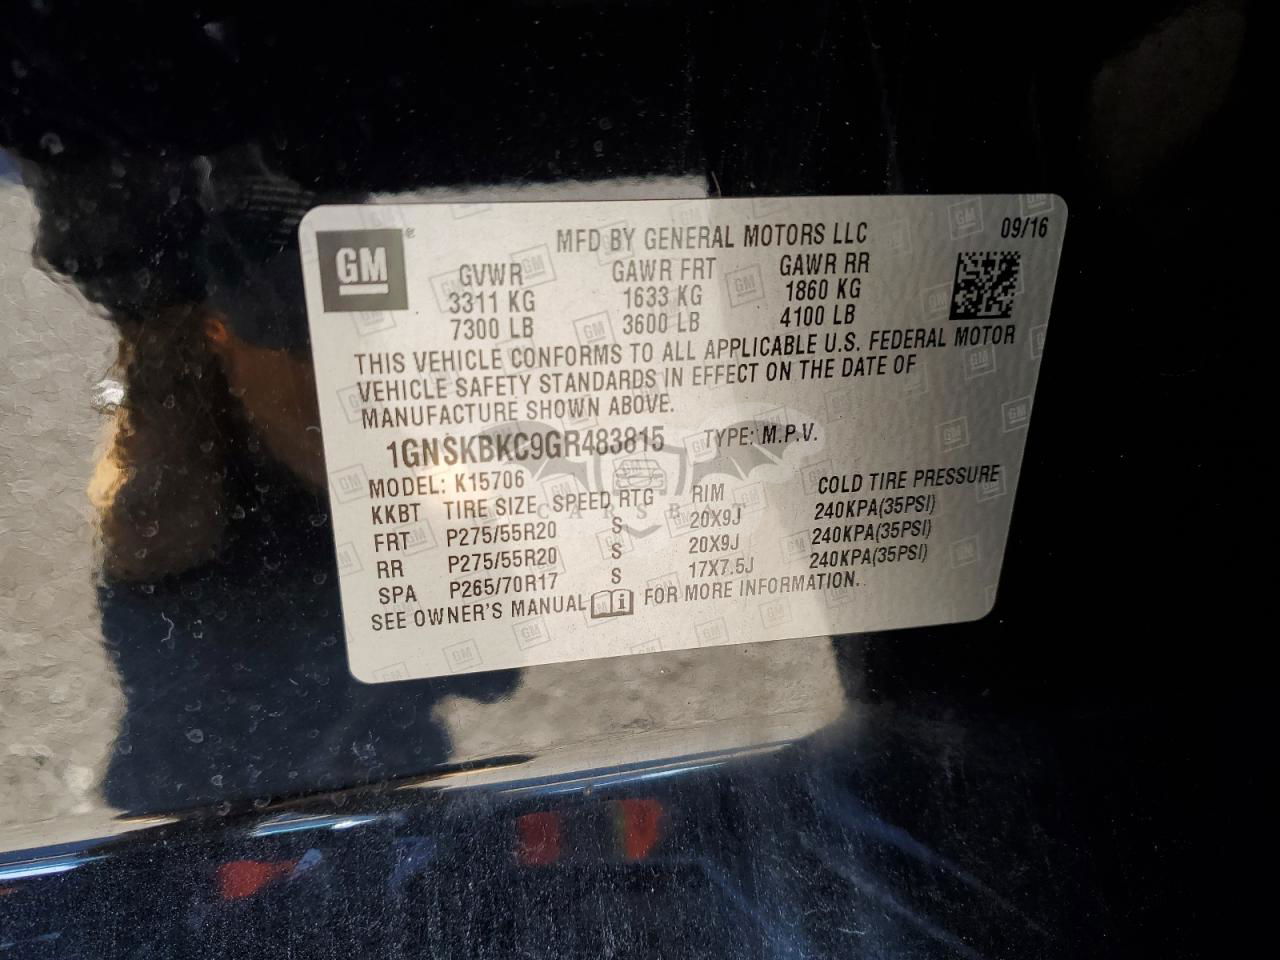 GM
MFD BY GENERAL MOTORS LLC 09/16
GVWR GAWR FRT GAWR RR
3311 KG 1633 KG 1860 KG
7300 LB 3600 LB 4100 LB
THIS VEHICLE CONFORMS TO ALL APPLICABLE U.S. FEDERAL MOTOR
VEHICLE SAFETY STANDARDS IN EFFECT ON THE DATE OF
MANUFACTURE SHOWN ABOVE.
1GNSKBKC9GR483815 TYPE: M.P.V.
MODEL: K15706
KKBT TIRE SIZE SPEED RTG RIM COLD TIRE PRESSURE
FRT P275/55R20 S 20X9J 240KPA(35PSI)
RR P275/55R20 S 20X9J 240KPA(35PSI)
SPA P265/70R17 S 17X7.5J 240KPA(35PSI)
SEE OWNER'S MANUAL i FOR MORE INFORMATION.